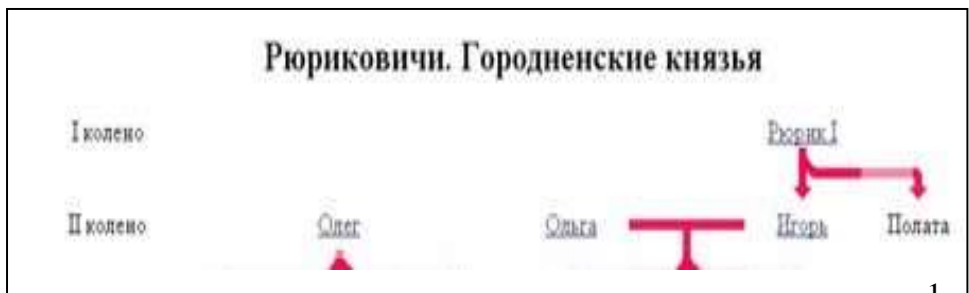 Рюриковичи. Городненские князья
I колено Рюрик I
II колено Олег Ольга Игорь Полата
1